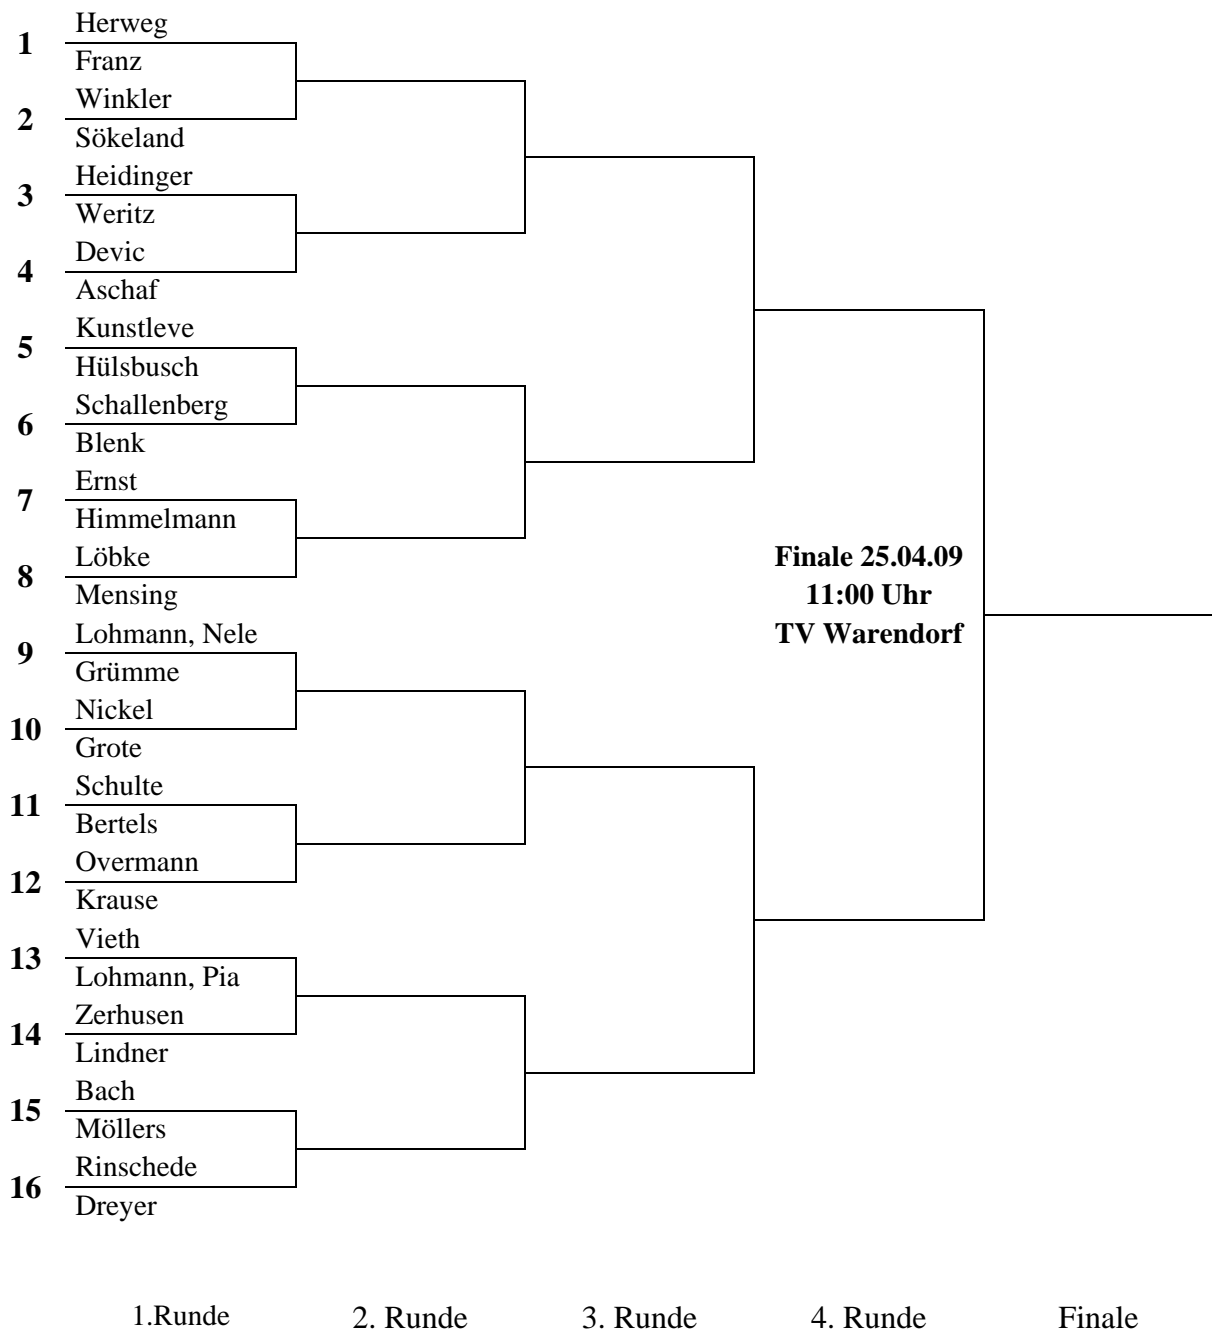 Herweg
1
Franz
Winkler
2
Sökeland
Heidinger
3
Weritz
Devic
4
Aschaf
Kunstleve
5
Hülsbusch
Schallenberg
6
Blenk
Ernst
7
Himmelmann
Löbke
8
Mensing
Lohmann, Nele
9
Grümme
Nickel
10
Grote
Schulte
11
Bertels
Overmann
12
Krause
Vieth
13
Lohmann, Pia
Zerhusen
14
Lindner
Bach
15
Möllers
Rinschede
16
Dreyer
Finale 25.04.09
11:00 Uhr
TV Warendorf
1.Runde 2. Runde 3. Runde 4. Runde Finale